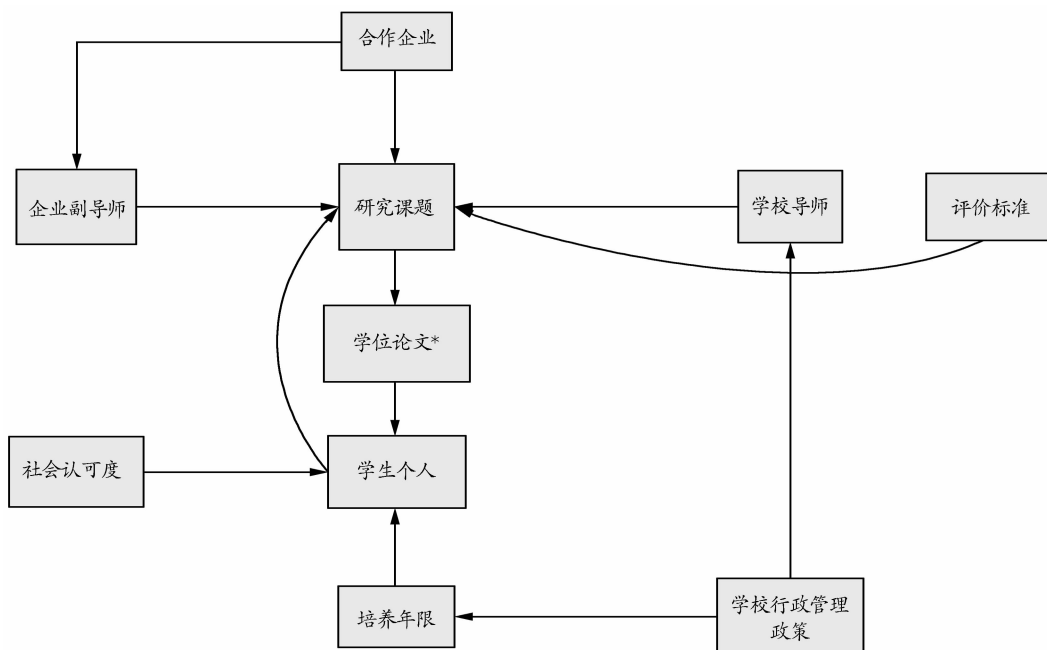 合作企业
企业副导师
研究课题
学校导师
评价标准
学位论文*
社会认可度
学生个人
培养年限
学校行政管理
政策